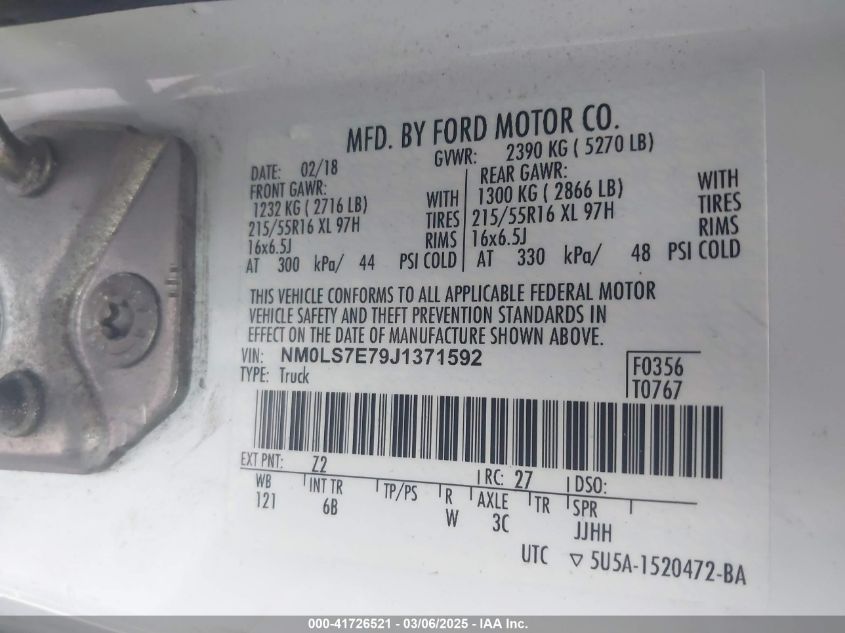 MFD. BY FORD MOTOR CO.
DATE: 02/18 GVWR: 2390 KG ( 5270 LB)
FRONT GAWR: REAR GAWR:
1232 KG ( 2716 LB) WITH 1300 KG ( 2866 LB) WITH
215/55R16 XL 97H TIRES 215/55R16 XL 97H TIRES
16x6.5J RIMS 16x6.5J RIMS
AT 300 kPa/ 44 PSI COLD AT 330 kPa/ 48 PSI COLD
THIS VEHICLE CONFORMS TO ALL APPLICABLE FEDERAL MOTOR
VEHICLE SAFETY AND THEFT PREVENTION STANDARDS IN
EFFECT ON THE DATE OF MANUFACTURE SHOWN ABOVE.
VIN: NM0LS7E79J1371592
TYPE: Truck
F0356
T0767
EXT PNT: Z2 RC: 27 DSO:
WB INT TR TP/PS R AXLE TR SPR
121 6B W 3C JJHH
UTC ▽ 5U5A-1520472-BA
000-41726521 - 03/06/2025 - IAA Inc.